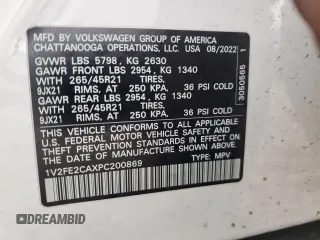 MFD BY VOLKSWAGEN GROUP OF AMERICA
CHATTANOOGA OPERATIONS, LLC. USA 08/2022
GVWR LBS 5798, KG 2630
GAWR FRONT LBS 2954, KG 1340
WITH 265/45R21 TIRES,
9JX21 RIMS, AT 250 KPA, 36 PSI COLD
GAWR REAR LBS 2954, KG 1340
WITH 265/45R21 TIRES,
9JX21 RIMS, AT 250 KPA, 36 PSI COLD
THIS VEHICLE CONFORMS TO ALL APPLICABLE
U.S. FEDERAL MOTOR VEHICLE SAFETY, BUMPER AND
THEFT PREVENTION STANDARDS IN EFFECT ON THE
DATE OF MANUFACTURE SHOWN ABOVE.
1V2FE2CAXPC200869 TYPE: MPV
3050565 1
DREAMBID